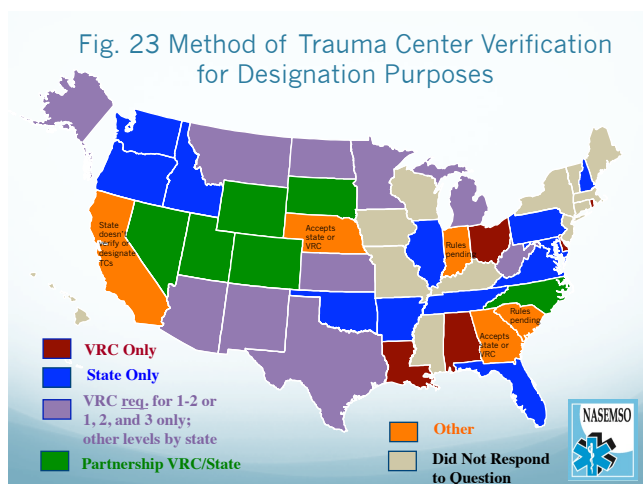 Fig. 23 Method of Trauma Center Verification
for Designation Purposes
State
doesn't
verify or
designate
TCs
Accepts
state or
VRC
Rules
pending
Rules
pending
Accepts
state or
VRC
VRC Only
State Only
VRC req. for 1-2 or
1, 2, and 3 only;
other levels by state
Partnership VRC/State
Other
Did Not Respond
to Question
NASEMSO